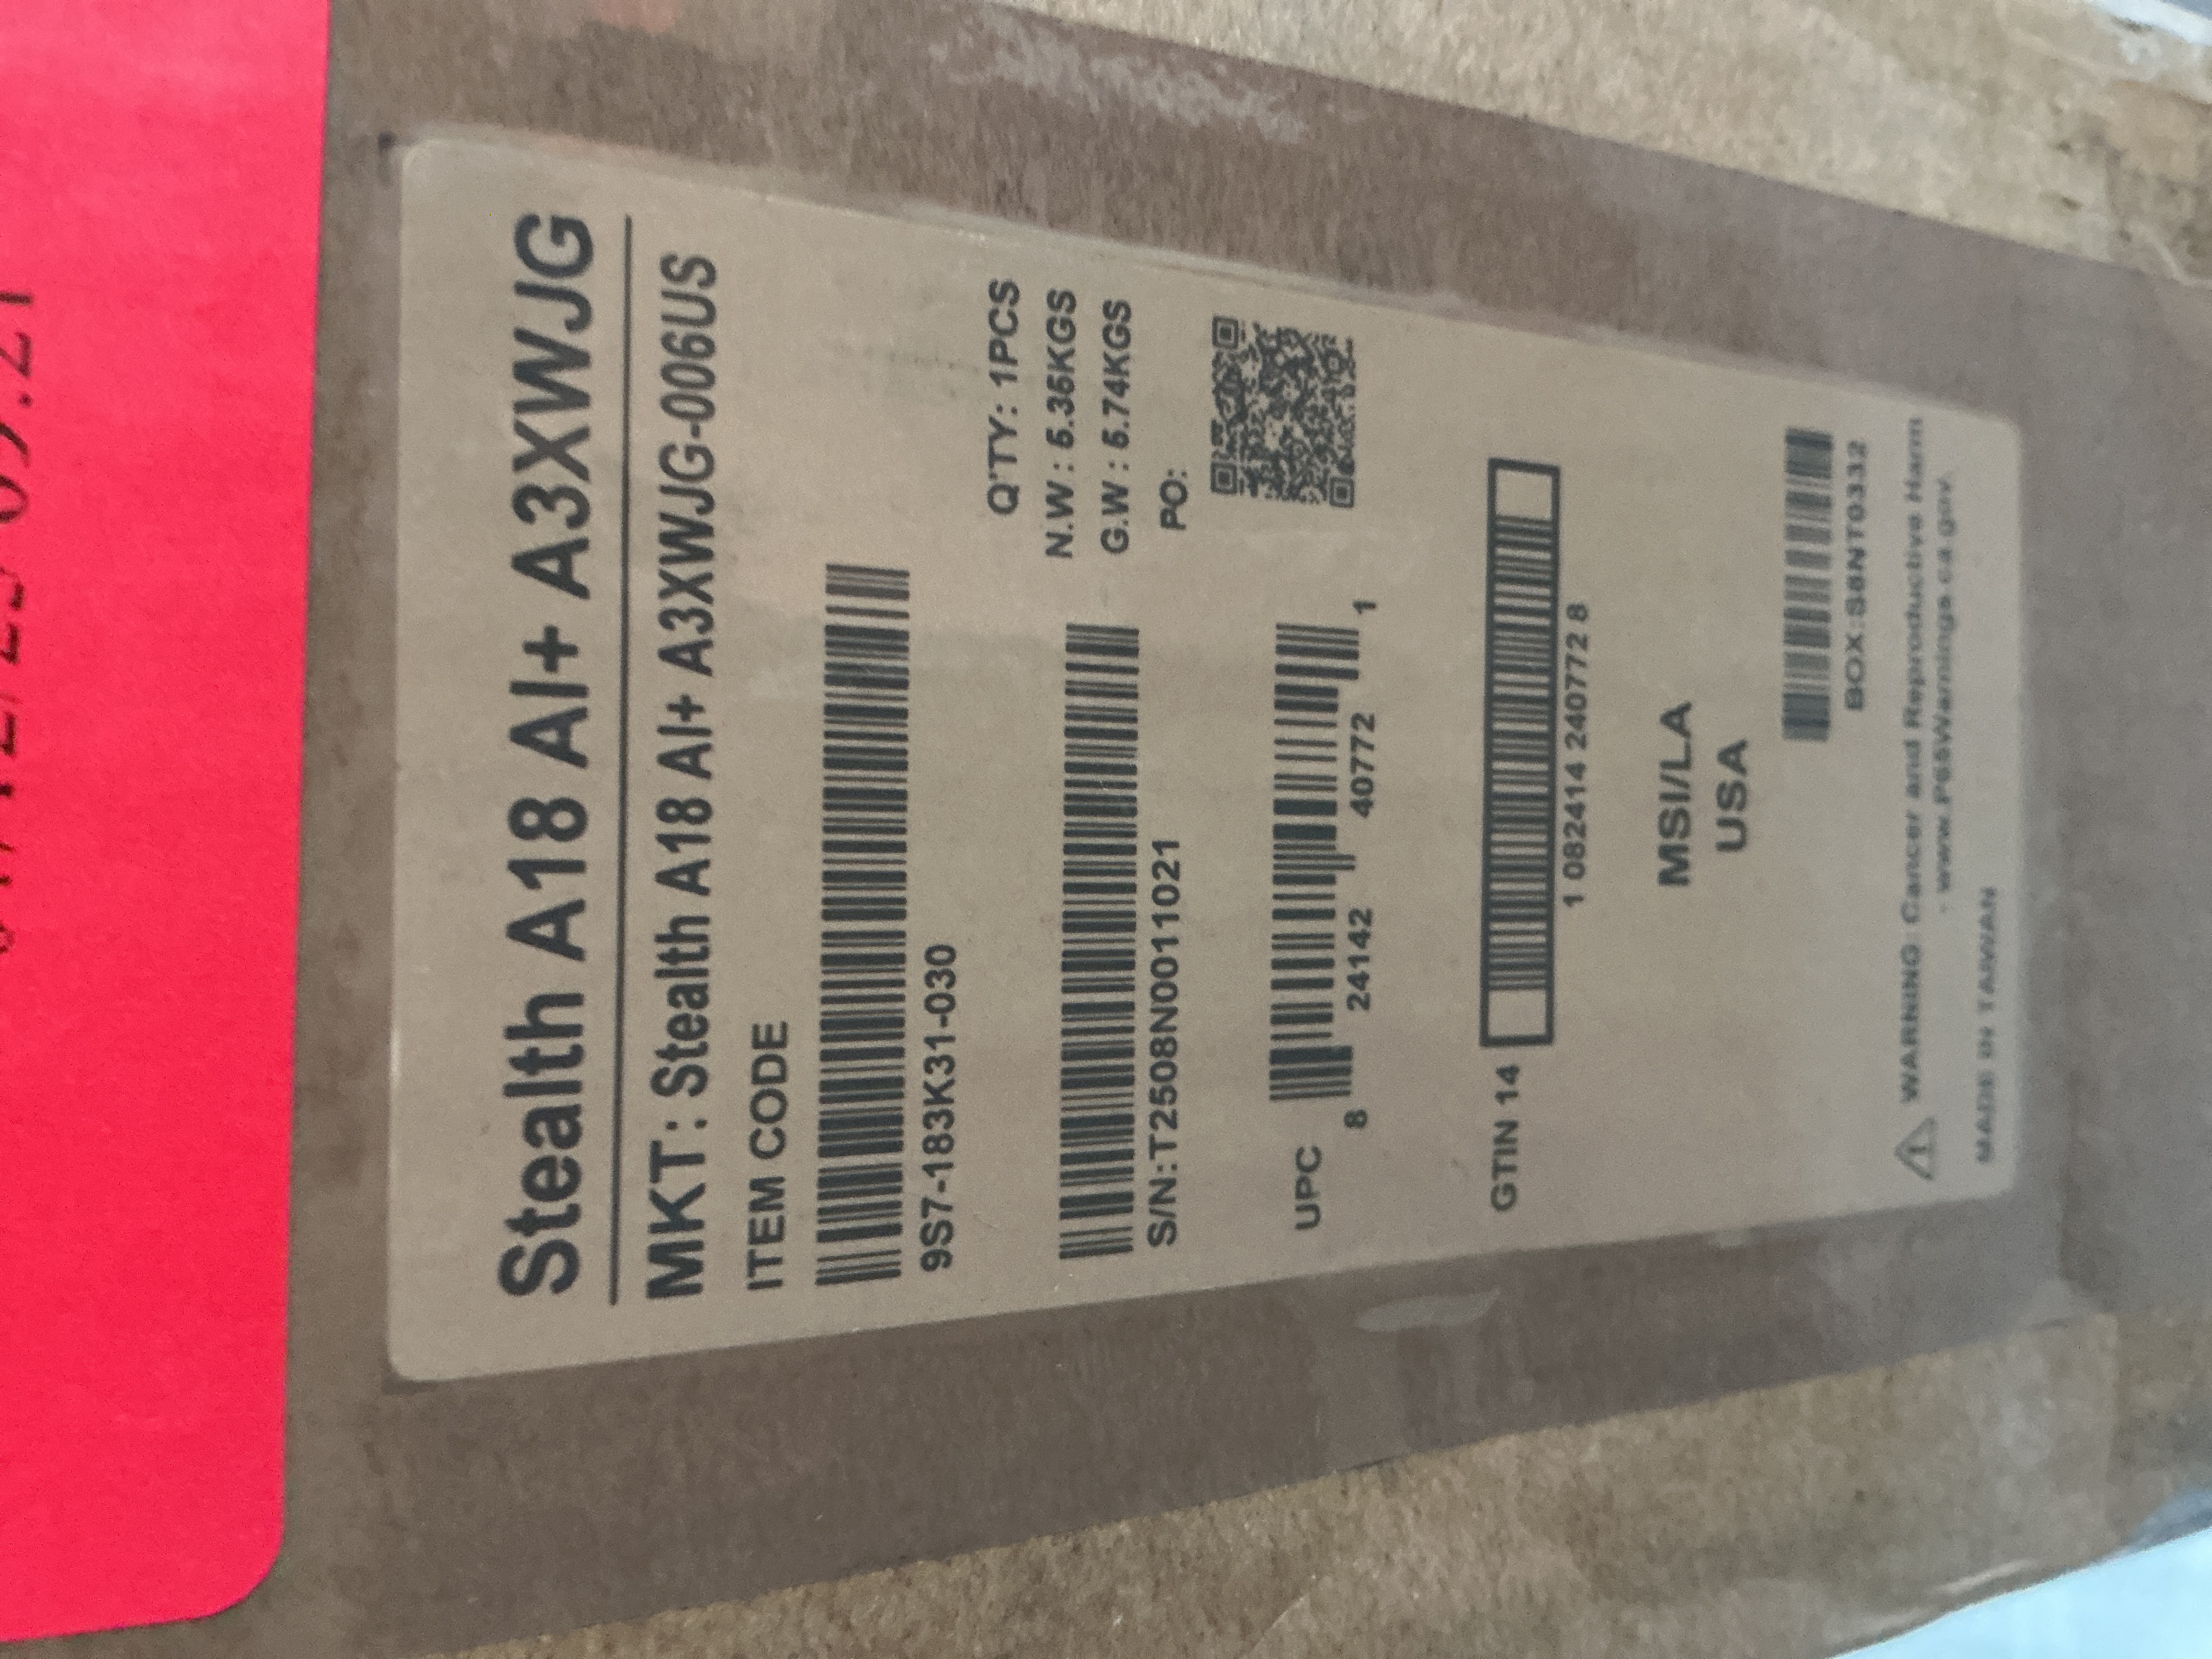 Stealth A18 AI+ A3XWJG
MKT: Stealth A18 AI+ A3XWJG-006US
ITEM CODE
9S7-183K31-030
Q'TY: 1PCS
N.W : 5.35KGS
G.W : 5.74KGS
PO:
S/N:T2508N0011021
UPC
8 24142 40772 1
GTIN 14
1 082414 240772 8
MSI/LA
USA
BOX:S8NT0332
WARNING Cancer and Reproductive Harm
- www.P65Warnings.ca.gov.
MADE IN TAIWAN